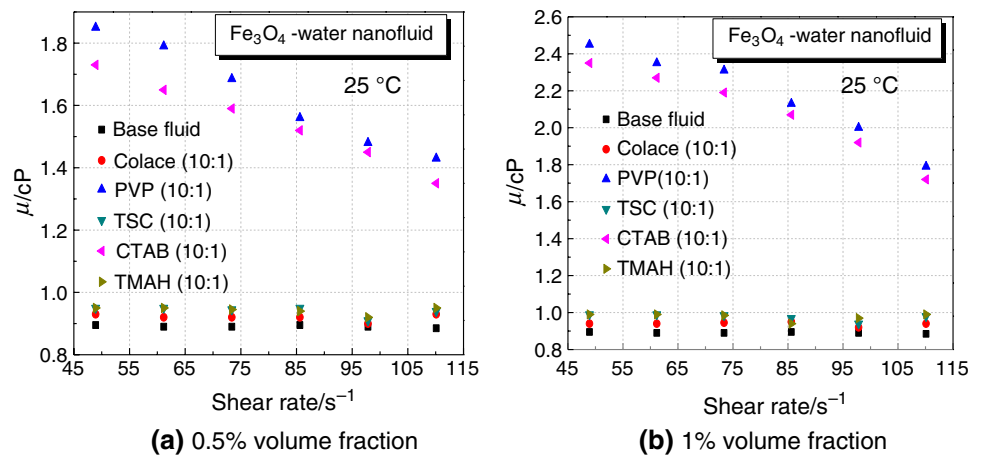 Fe₃O₄ -water nanofluid
25 °C
Base fluid
Colace (10:1)
PVP (10:1)
TSC (10:1)
CTAB (10:1)
TMAH (10:1)
μ/cP
1.8
1.6
1.4
1.2
1.0
0.8
45 55 65 75 85 95 105 115
Shear rate/s⁻¹
(a) 0.5% volume fraction
Fe₃O₄ -water nanofluid
25 °C
Base fluid
Colace (10:1)
PVP (10:1)
TSC (10:1)
CTAB (10:1)
TMAH (10:1)
μ/cP
2.6
2.4
2.2
2.0
1.8
1.6
1.4
1.2
1.0
0.8
45 55 65 75 85 95 105 115
Shear rate/s⁻¹
(b) 1% volume fraction